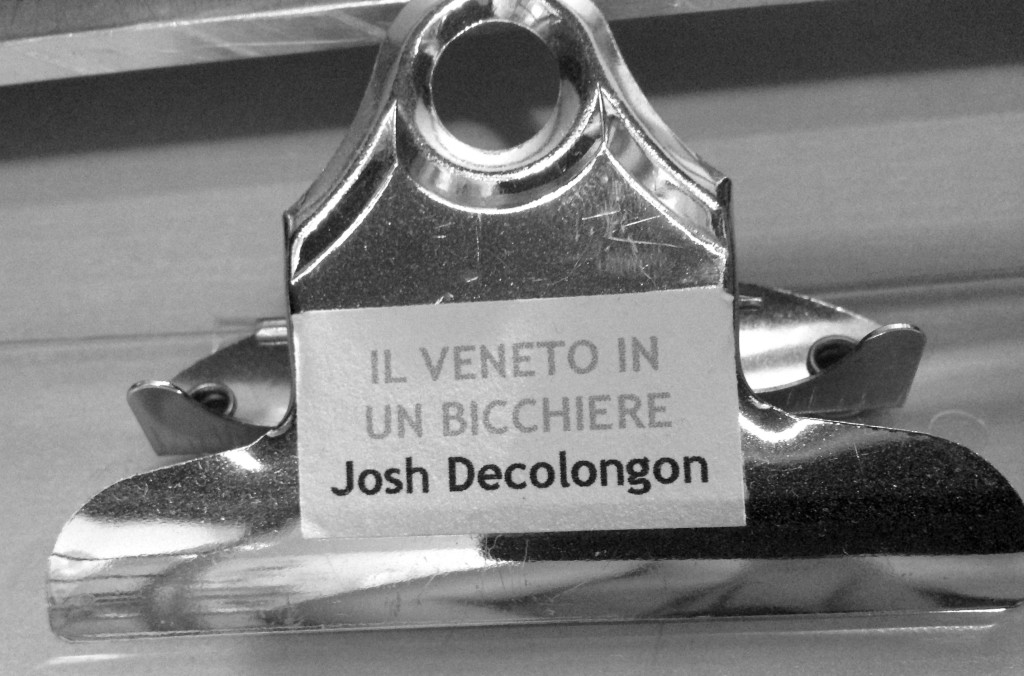 IL VENETO IN
UN BICCHIERE
Josh Decolongon